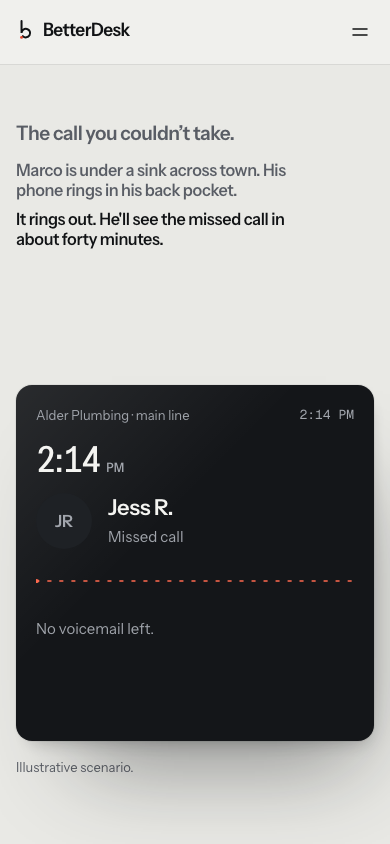 BetterDesk
The call you couldn’t take.
Marco is under a sink across town. His
phone rings in his back pocket.
It rings out. He'll see the missed call in
about forty minutes.
Alder Plumbing · main line
2:14 PM
2:14 PM
JR
Jess R.
Missed call
No voicemail left.
Illustrative scenario.